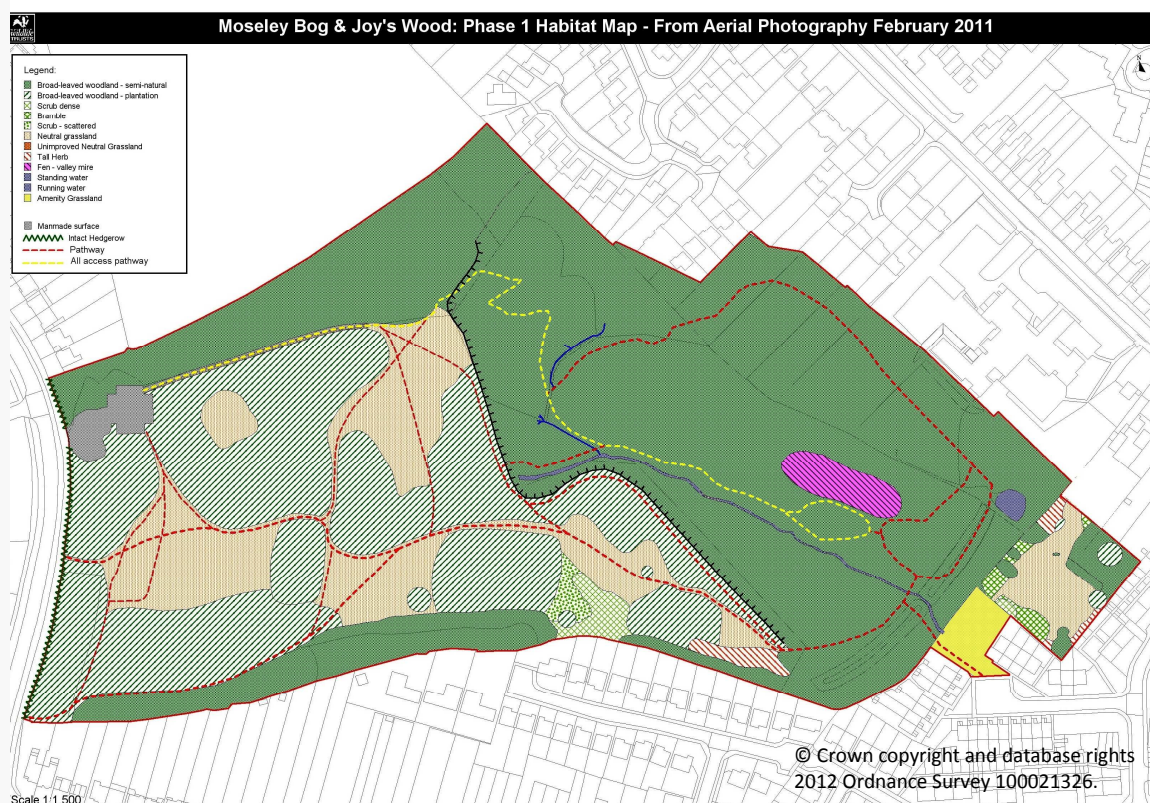 Moseley Bog & Joy's Wood: Phase 1 Habitat Map - From Aerial Photography February 2011
wildlife
TRUSTS
Legend:
Broad-leaved woodland - semi-natural
Broad-leaved woodland - plantation
Scrub dense
Bramble
Scrub - scattered
Neutral grassland
Unimproved Neutral Grassland
Tall Herb
Fen - valley mire
Standing water
Running water
Amenity Grassland
Manmade surface
Intact Hedgerow
Pathway
All access pathway
N
© Crown copyright and database rights
2012 Ordnance Survey 100021326.
Scale 1:1,500